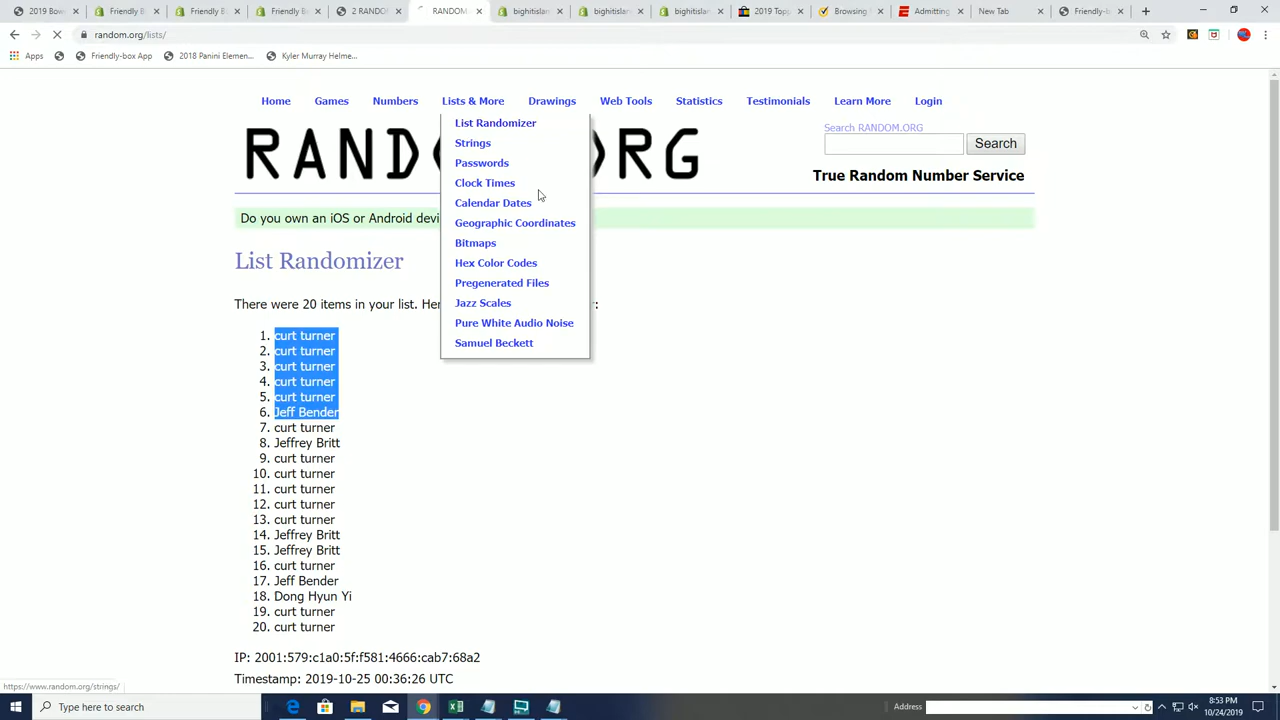 2019 Bow
Friendly B
Friendly B
Friendly B
2 RANDO
RANDOM.
bighitislan
bighitislan
bighitislan
2019 Topp
Browsing
Admitting
New Tab
Friendly-b
random.org/lists/
Apps
Friendly-box App
2018 Panini Elemen...
Kyler Murray Helme...
Home
Games
Numbers
Lists & More
Drawings
Web Tools
Statistics
Testimonials
Learn More
Login
List Randomizer
Strings
Passwords
Clock Times
Calendar Dates
Geographic Coordinates
Bitmaps
Hex Color Codes
Pregenerated Files
Jazz Scales
Pure White Audio Noise
Samuel Beckett
Search RANDOM.ORG
Search
True Random Number Service
Do you own an iOS or Android devi
List Randomizer
There were 20 items in your list. Her
1. curt turner
2. curt turner
3. curt turner
4. curt turner
5. curt turner
6. Jeff Bender
7. curt turner
8. Jeffrey Britt
9. curt turner
10. curt turner
11. curt turner
12. curt turner
13. curt turner
14. Jeffrey Britt
15. Jeffrey Britt
16. curt turner
17. Jeff Bender
18. Dong Hyun Yi
19. curt turner
20. curt turner
IP: 2001:579:c1a0:5f:f581:4666:cab7:68a2
Timestamp: 2019-10-25 00:36:26 UTC
https://www.random.org/strings/
Type here to search
Address
8:53 PM
10/24/2019